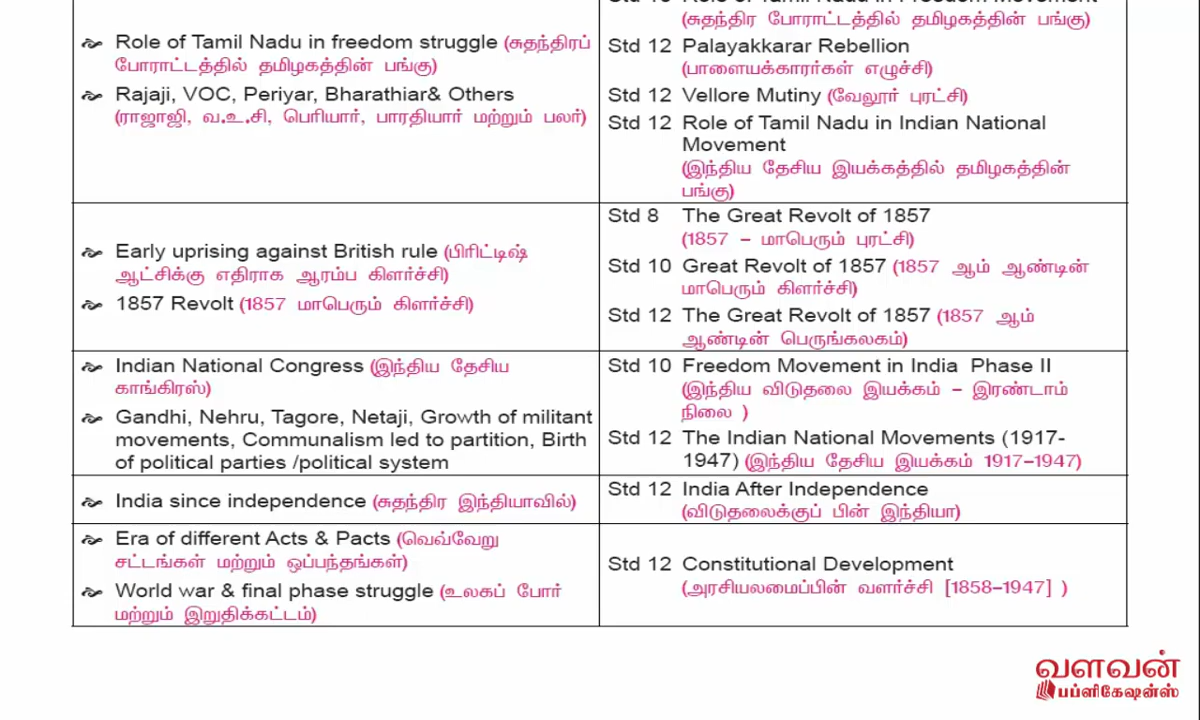 Std 10 Role of Tamil Nadu in Freedom Movement
(சுதந்திர போராட்டத்தில் தமிழகத்தின் பங்கு)
➣ Role of Tamil Nadu in freedom struggle (சுதந்திரப்
போராட்டத்தில் தமிழகத்தின் பங்கு)
➣ Rajaji, VOC, Periyar, Bharathiar& Others
(ராஜாஜி, வ.உ.சி, பெரியார், பாரதியார் மற்றும் பலர்)
Std 12 Palayakkarar Rebellion
(பாளையக்காரர்கள் எழுச்சி)
Std 12 Vellore Mutiny (வேலூர் புரட்சி)
Std 12 Role of Tamil Nadu in Indian National
Movement
(இந்திய தேசிய இயக்கத்தில் தமிழகத்தின்
பங்கு)
➣ Early uprising against British rule (பிரிட்டிஷ்
ஆட்சிக்கு எதிராக ஆரம்ப கிளர்ச்சி)
➣ 1857 Revolt (1857 மாபெரும் கிளர்ச்சி)
Std 8 The Great Revolt of 1857
(1857 – மாபெரும் புரட்சி)
Std 10 Great Revolt of 1857 (1857 ஆம் ஆண்டின்
மாபெரும் கிளர்ச்சி)
Std 12 The Great Revolt of 1857 (1857 ஆம்
ஆண்டின் பெருங்கலகம்)
➣ Indian National Congress (இந்திய தேசிய
காங்கிரஸ்)
➣ Gandhi, Nehru, Tagore, Netaji, Growth of militant
movements, Communalism led to partition, Birth
of political parties /political system
Std 10 Freedom Movement in India Phase II
(இந்திய விடுதலை இயக்கம் – இரண்டாம்
நிலை )
Std 12 The Indian National Movements (1917-
1947) (இந்திய தேசிய இயக்கம் 1917–1947)
➣ India since independence (சுதந்திர இந்தியாவில்)
Std 12 India After Independence
(விடுதலைக்குப் பின் இந்தியா)
➣ Era of different Acts & Pacts (வெவ்வேறு
சட்டங்கள் மற்றும் ஒப்பந்தங்கள்)
➣ World war & final phase struggle (உலகப் போர்
மற்றும் இறுதிக்கட்டம்)
Std 12 Constitutional Development
(அரசியலமைப்பின் வளர்ச்சி [1858–1947] )
வளவன்
பப்ளிகேஷன்ஸ்